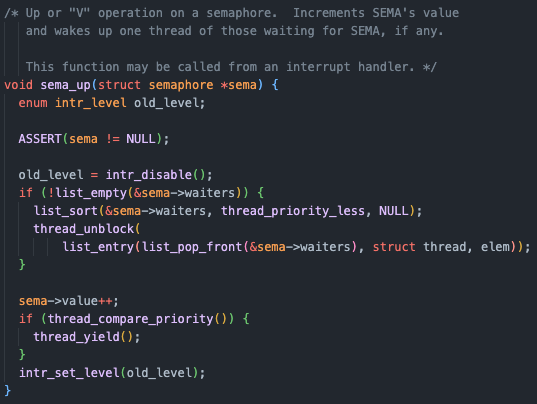 /* Up or "V" operation on a semaphore.  Increments SEMA's value
   and wakes up one thread of those waiting for SEMA, if any.

   This function may be called from an interrupt handler. */
void sema_up(struct semaphore *sema) {
  enum intr_level old_level;

  ASSERT(sema != NULL);

  old_level = intr_disable();
  if (!list_empty(&sema->waiters)) {
    list_sort(&sema->waiters, thread_priority_less, NULL);
    thread_unblock(
        list_entry(list_pop_front(&sema->waiters), struct thread, elem));
  }

  sema->value++;
  if (thread_compare_priority()) {
    thread_yield();
  }
  intr_set_level(old_level);
}